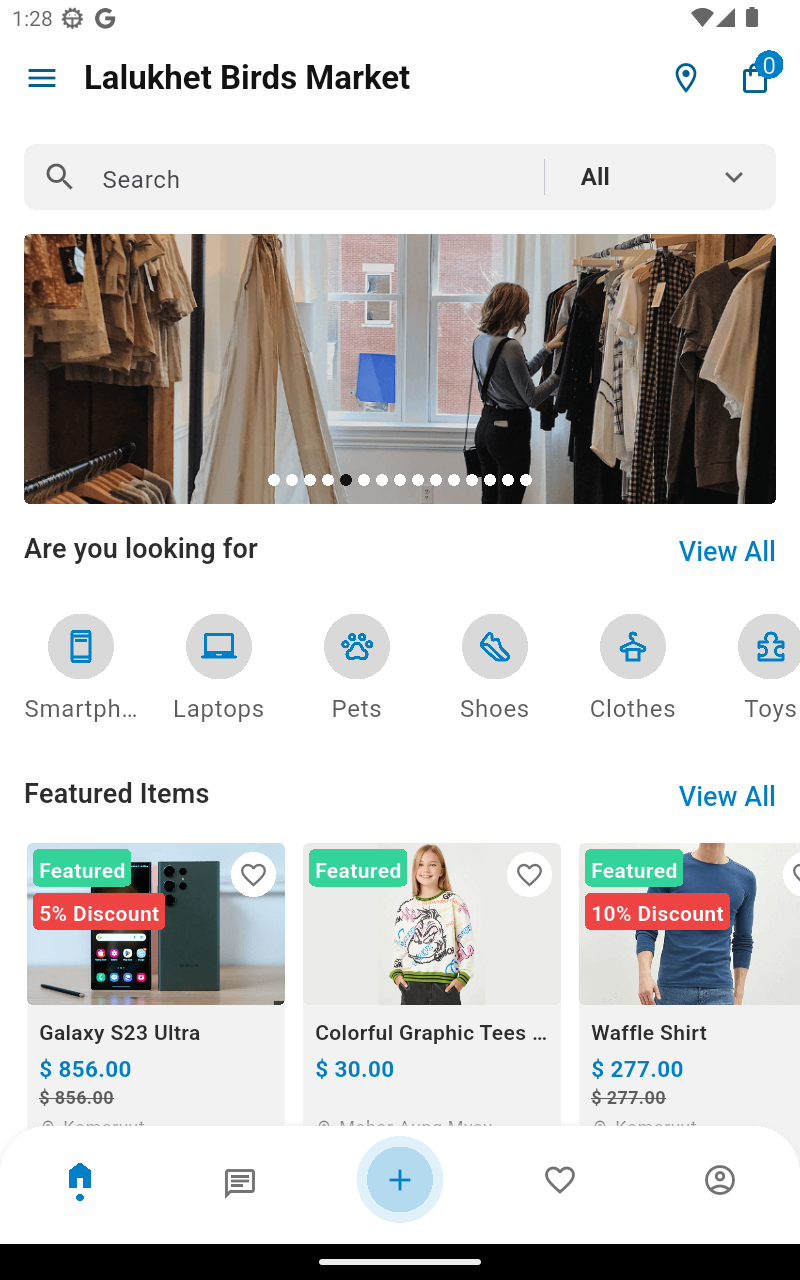 1:28
Lalukhet Birds Market
0
Search
All
Are you looking for
View All
Smartph...
Laptops
Pets
Shoes
Clothes
Toys
Featured Items
View All
Featured
5% Discount
Galaxy S23 Ultra
$ 856.00
$ 856.00
Featured
Colorful Graphic Tees ...
$ 30.00
Featured
10% Discount
Waffle Shirt
$ 277.00
$ 277.00